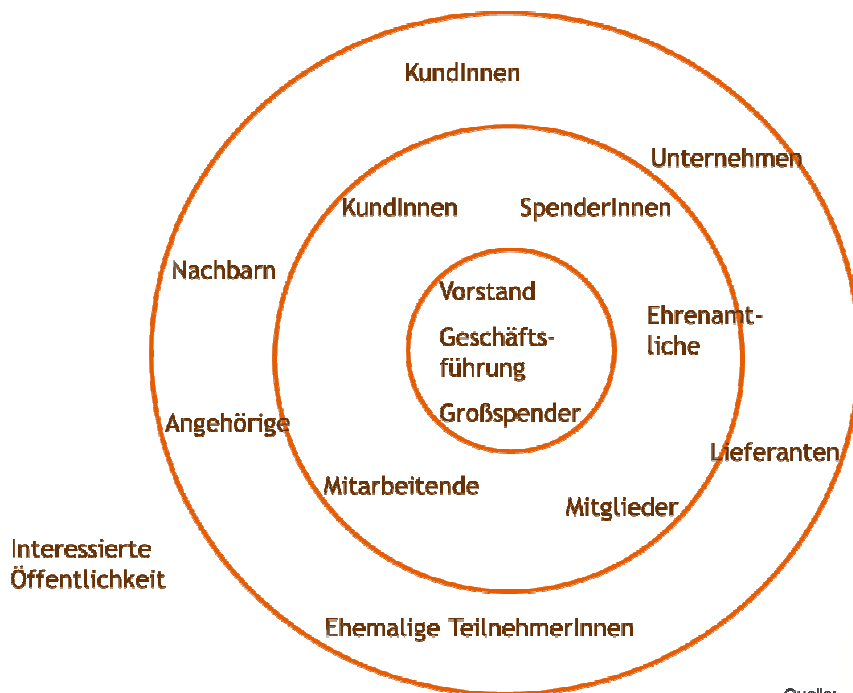 KundInnen
Unternehmen
KundInnen
SpenderInnen
Nachbarn
Vorstand
Ehrenamt-
liche
Geschäfts-
führung
Großspender
Angehörige
Lieferanten
Mitarbeitende
Mitglieder
Interessierte
Öffentlichkeit
Ehemalige TeilnehmerInnen